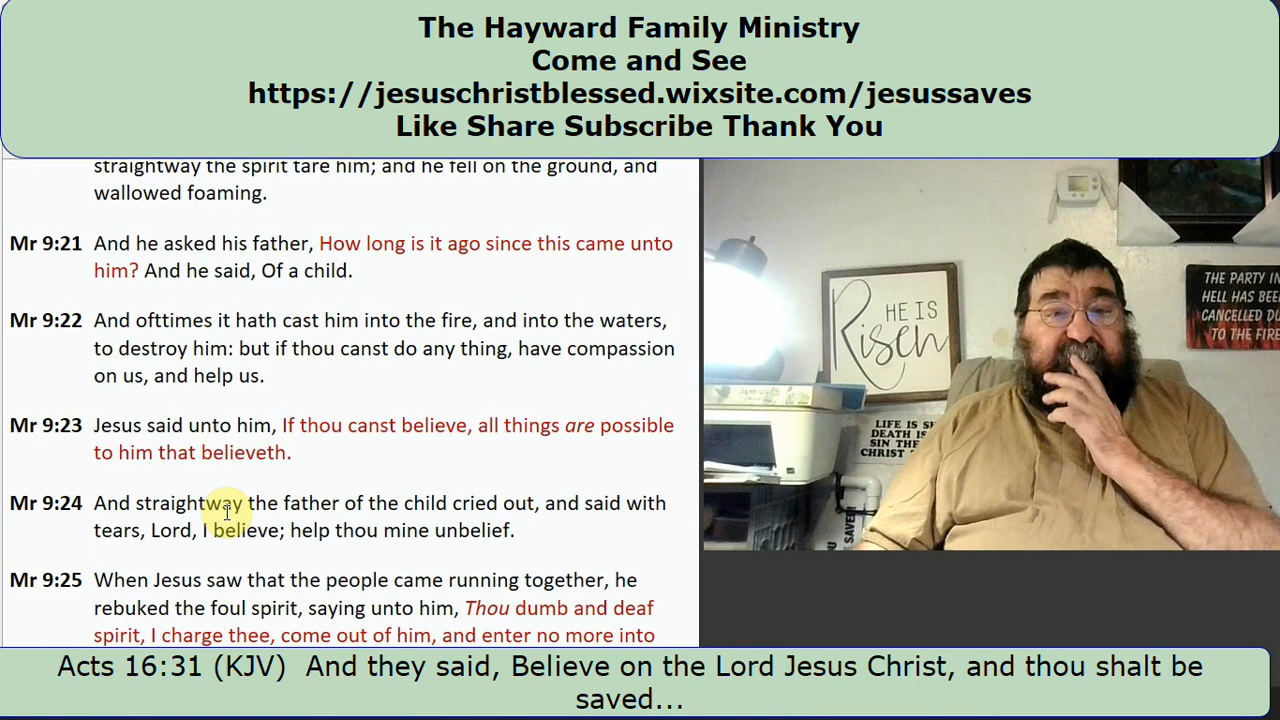 The Hayward Family Ministry
Come and See
https://jesuschristblessed.wixsite.com/jesussaves
Like Share Subscribe Thank You
straightway the spirit tare him; and he fell on the ground, and
wallowed foaming.
Mr 9:21 And he asked his father, How long is it ago since this came unto
him? And he said, Of a child.
Mr 9:22 And ofttimes it hath cast him into the fire, and into the waters,
to destroy him: but if thou canst do any thing, have compassion
on us, and help us.
Mr 9:23 Jesus said unto him, If thou canst believe, all things are possible
to him that believeth.
Mr 9:24 And straightway the father of the child cried out, and said with
tears, Lord, I believe; help thou mine unbelief.
Mr 9:25 When Jesus saw that the people came running together, he
rebuked the foul spirit, saying unto him, Thou dumb and deaf
spirit, I charge thee, come out of him, and enter no more into
HE IS
Risen
THE PARTY IN
HELL HAS BEE
CANCELLED DU
TO THE FIRE
LIFE IS
DEATH IS
SIN THE
CHRIST
SAVE
Acts 16:31 (KJV) And they said, Believe on the Lord Jesus Christ, and thou shalt be
saved...